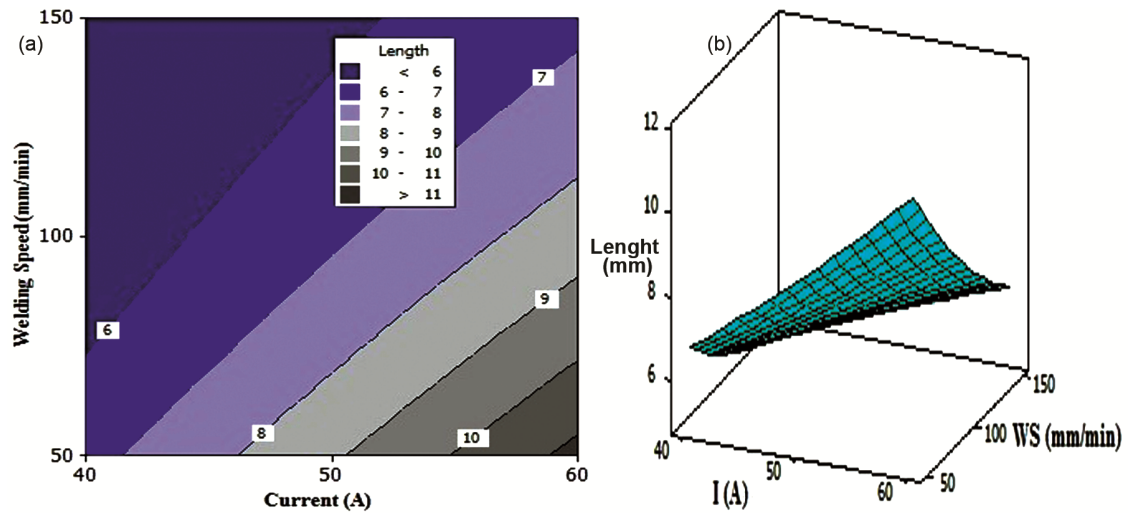 (a)
150
100
50
Welding Speed (mm/min)
40
50
60
Current (A)
Length
< 6
6 - 7
7 - 8
8 - 9
9 - 10
10 - 11
> 11
7
6
9
8
10
(b)
12
10
8
6
Lenght
(mm)
40
50
60
I (A)
50
100
150
WS (mm/min)